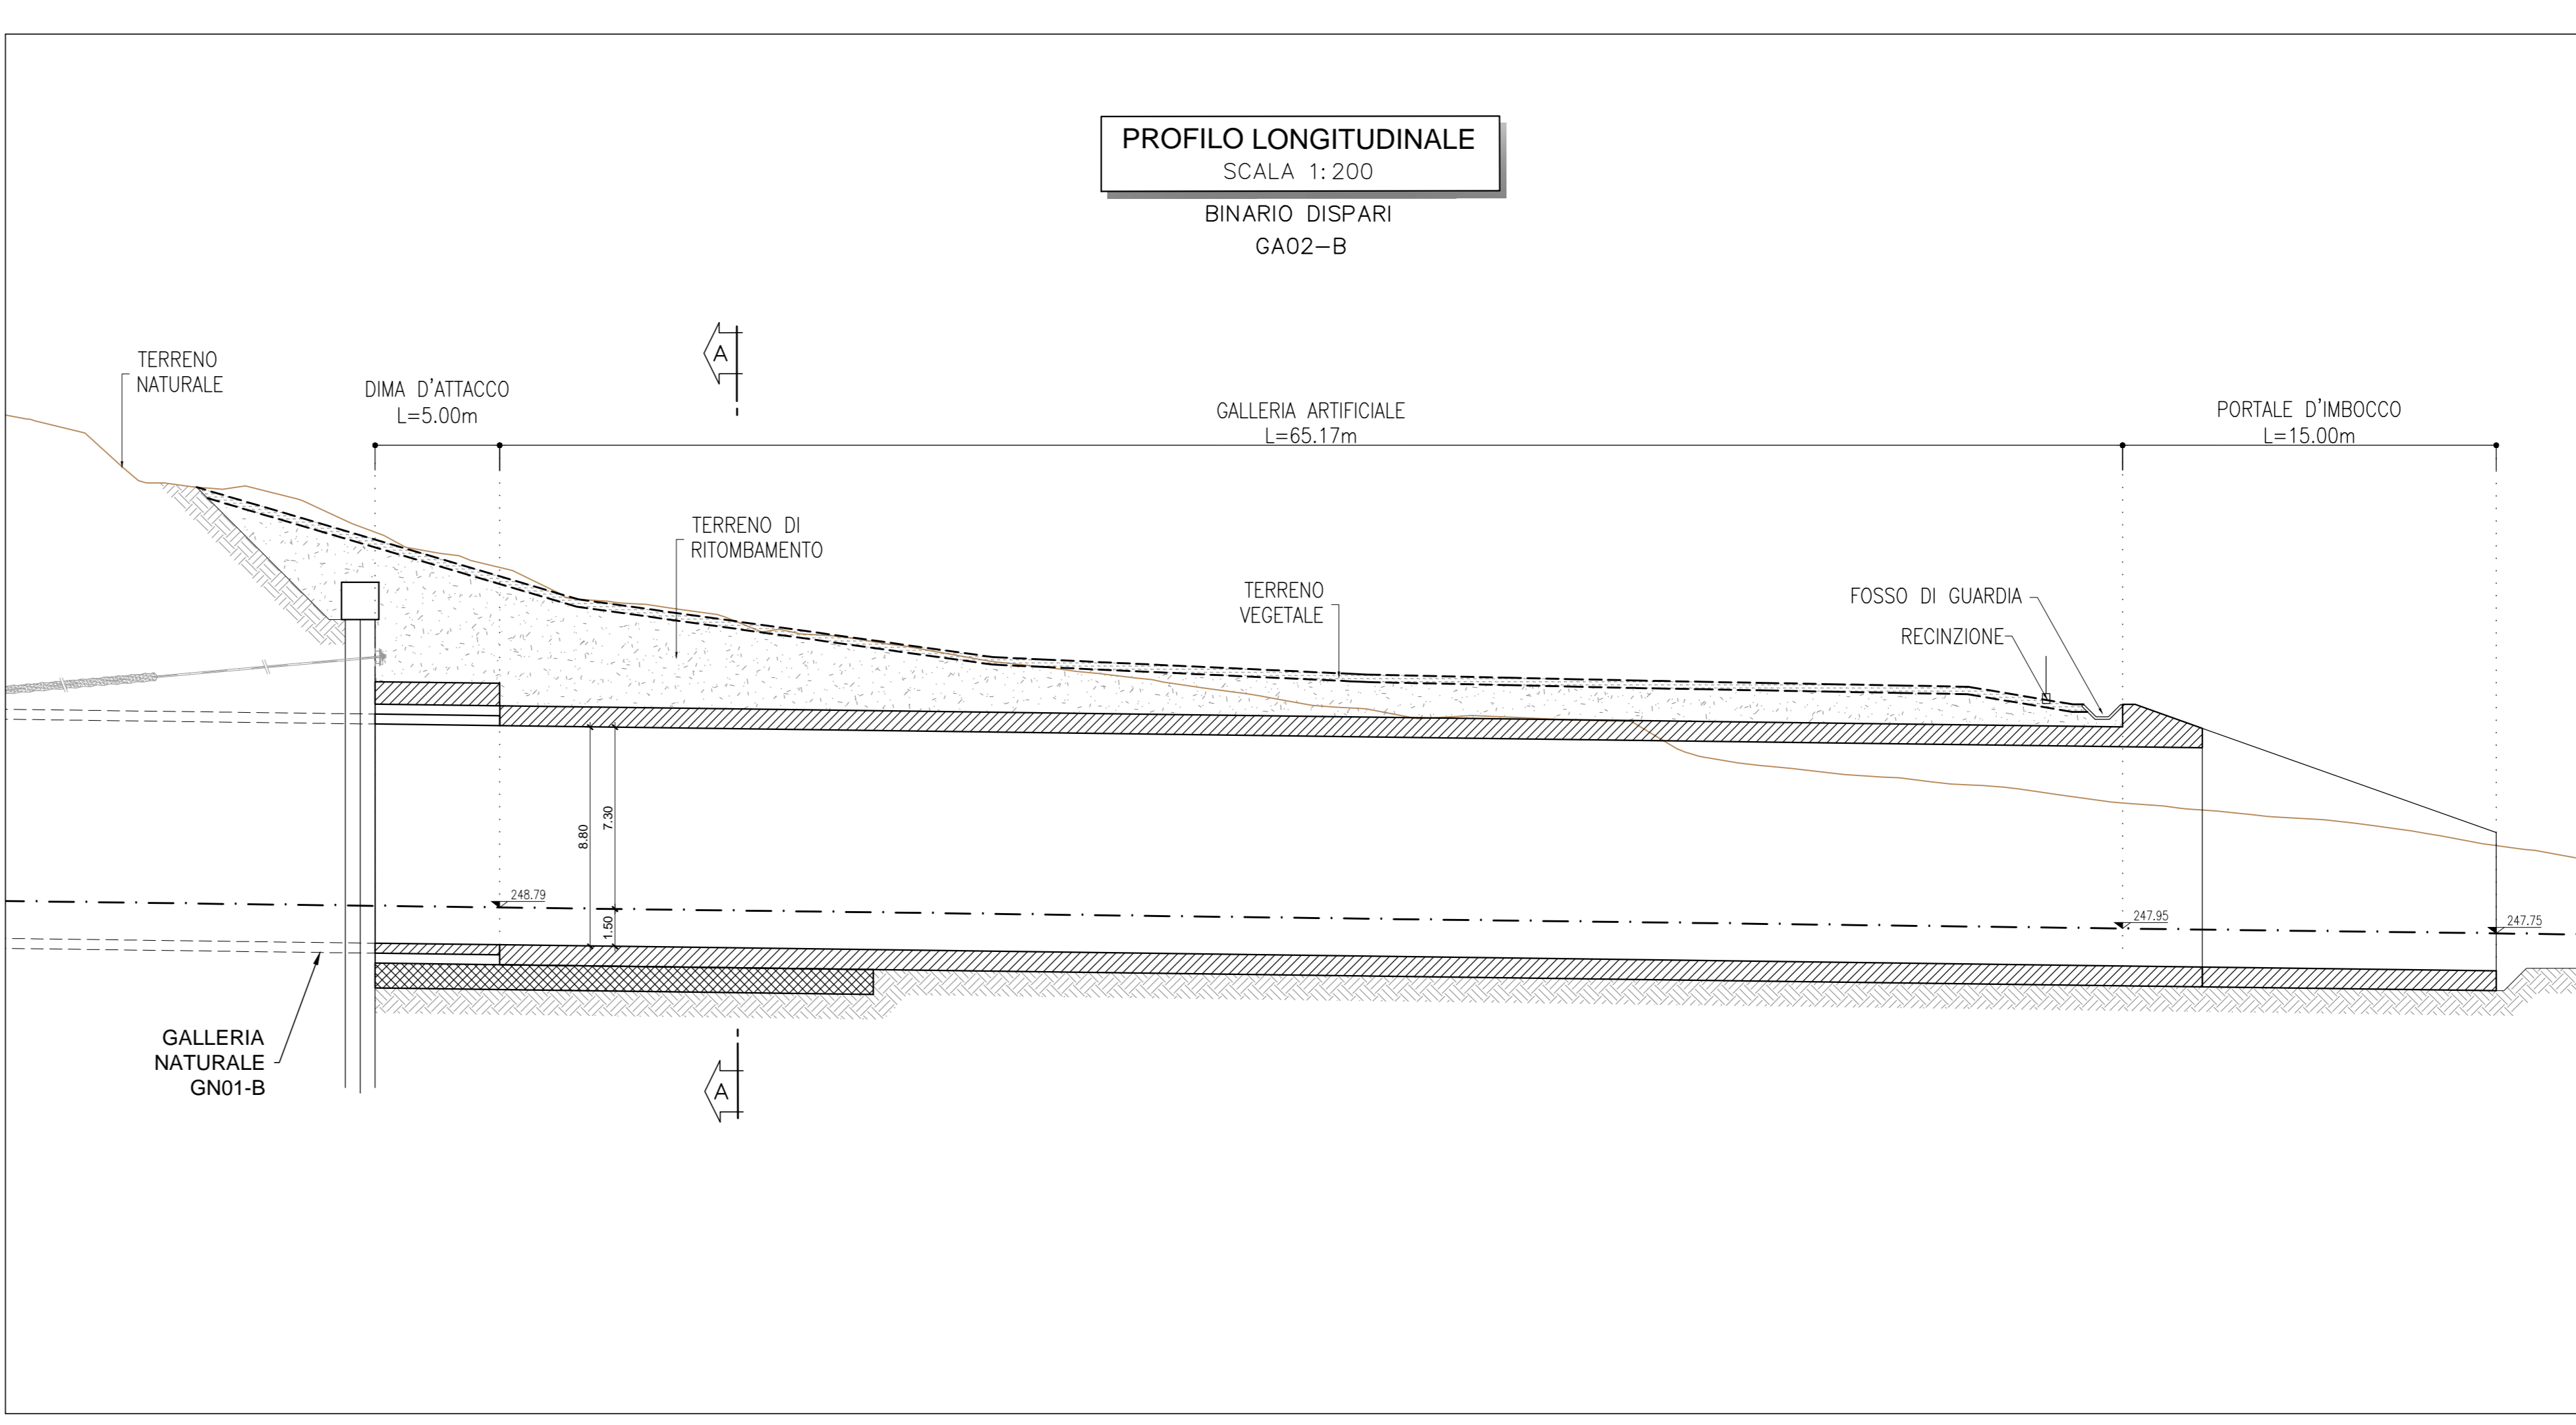 PROFILO LONGITUDINALE
SCALA 1:200
BINARIO DISPARI
GA02-B
A
TERRENO
NATURALE
DIMA D'ATTACCO
L=5.00m
GALLERIA ARTIFICIALE
L=65.17m
PORTALE D'IMBOCCO
L=15.00m
TERRENO DI
RITOMBAMENTO
TERRENO
VEGETALE
FOSSO DI GUARDIA
RECINZIONE
8.80
7.30
1.50
248.79
247.95
247.75
GALLERIA
NATURALE
GN01-B
A